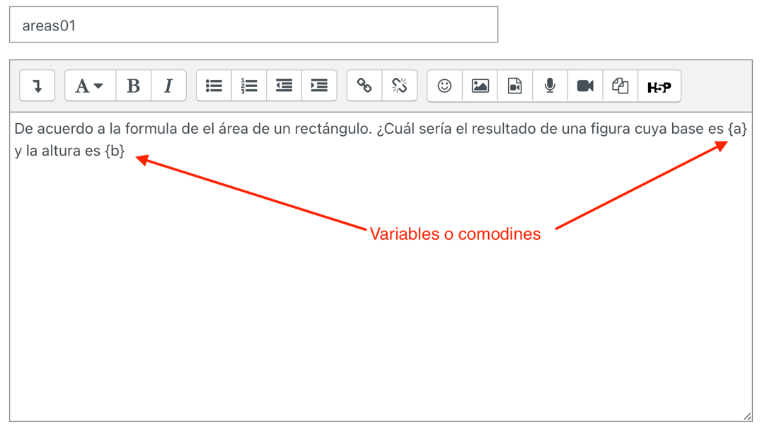 areas01
A B I
H5P
De acuerdo a la formula de el área de un rectángulo. ¿Cuál sería el resultado de una figura cuya base es {a}
y la altura es {b}
Variables o comodines